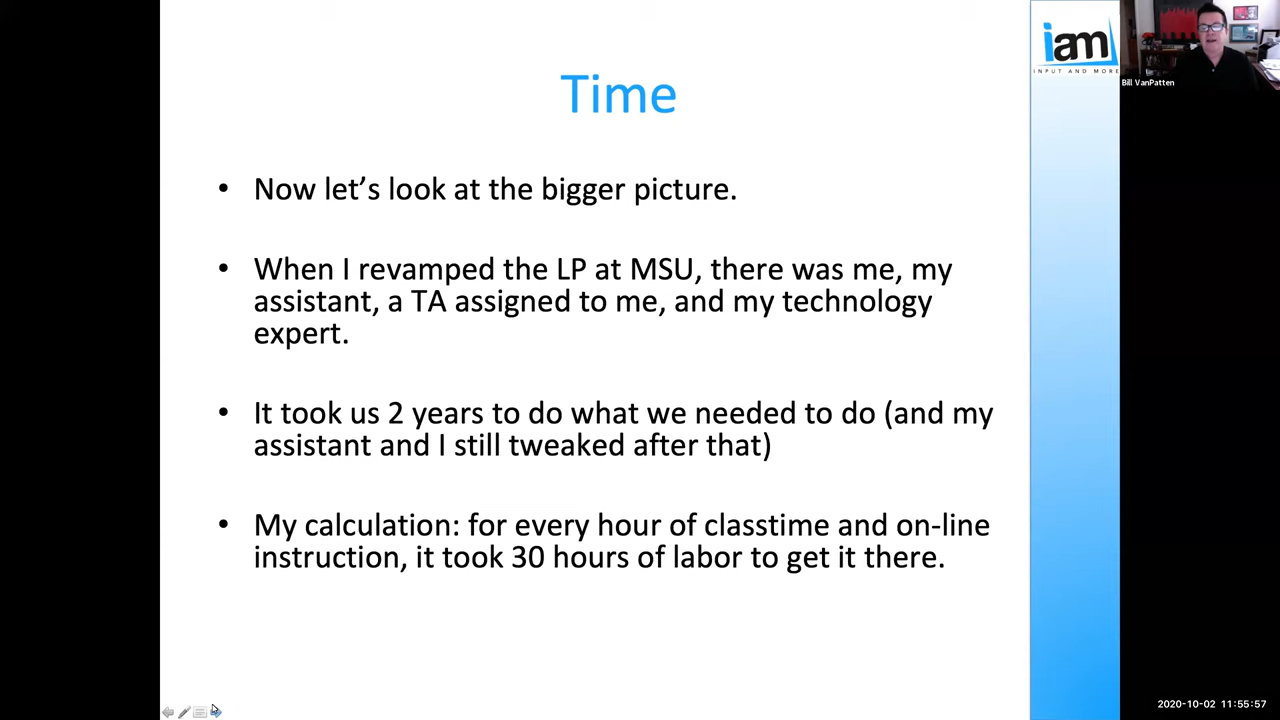 Time
• Now let’s look at the bigger picture.
• When I revamped the LP at MSU, there was me, my
assistant, a TA assigned to me, and my technology
expert.
• It took us 2 years to do what we needed to do (and my
assistant and I still tweaked after that)
• My calculation: for every hour of classtime and on-line
instruction, it took 30 hours of labor to get it there.
iam
INPUT AND MORE
Bill VanPatten
2020-10-02 11:55:57